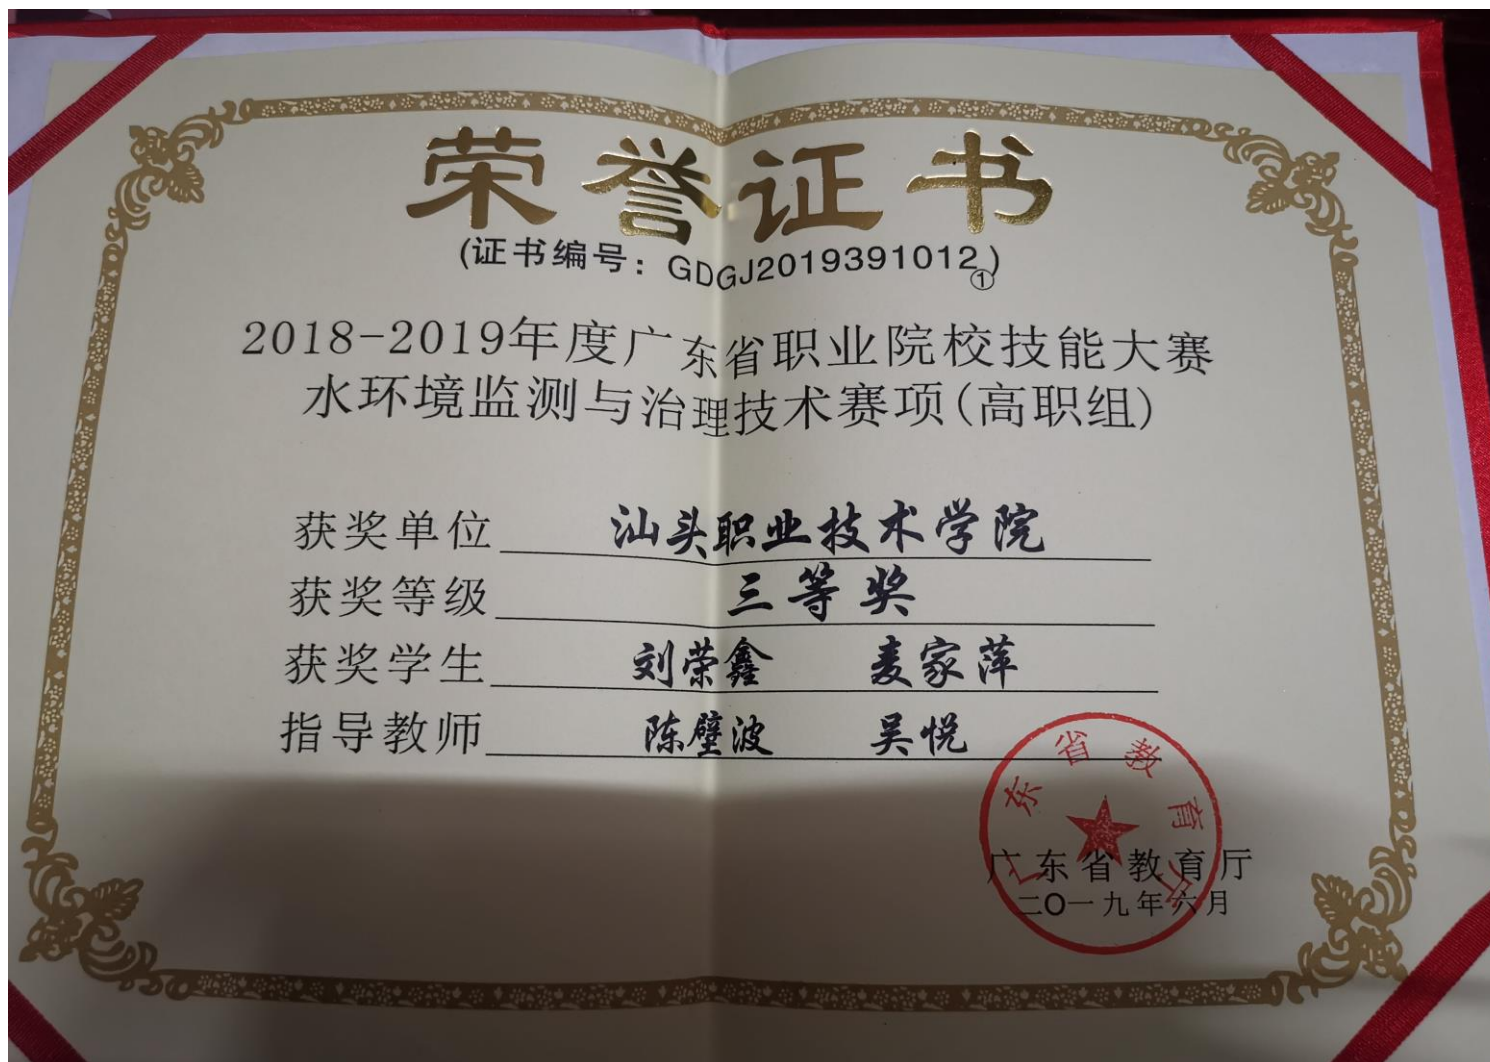 荣誉证书
(证书编号：GDGJ2019391012①)
2018-2019年度广东省职业院校技能大赛
水环境监测与治理技术赛项(高职组)
获奖单位 汕头职业技术学院
获奖等级 三等奖
获奖学生 刘荣鑫 麦家萍
指导教师 陈壁波 吴悦
广东省教育厅
广东省教育厅
二〇一九年六月